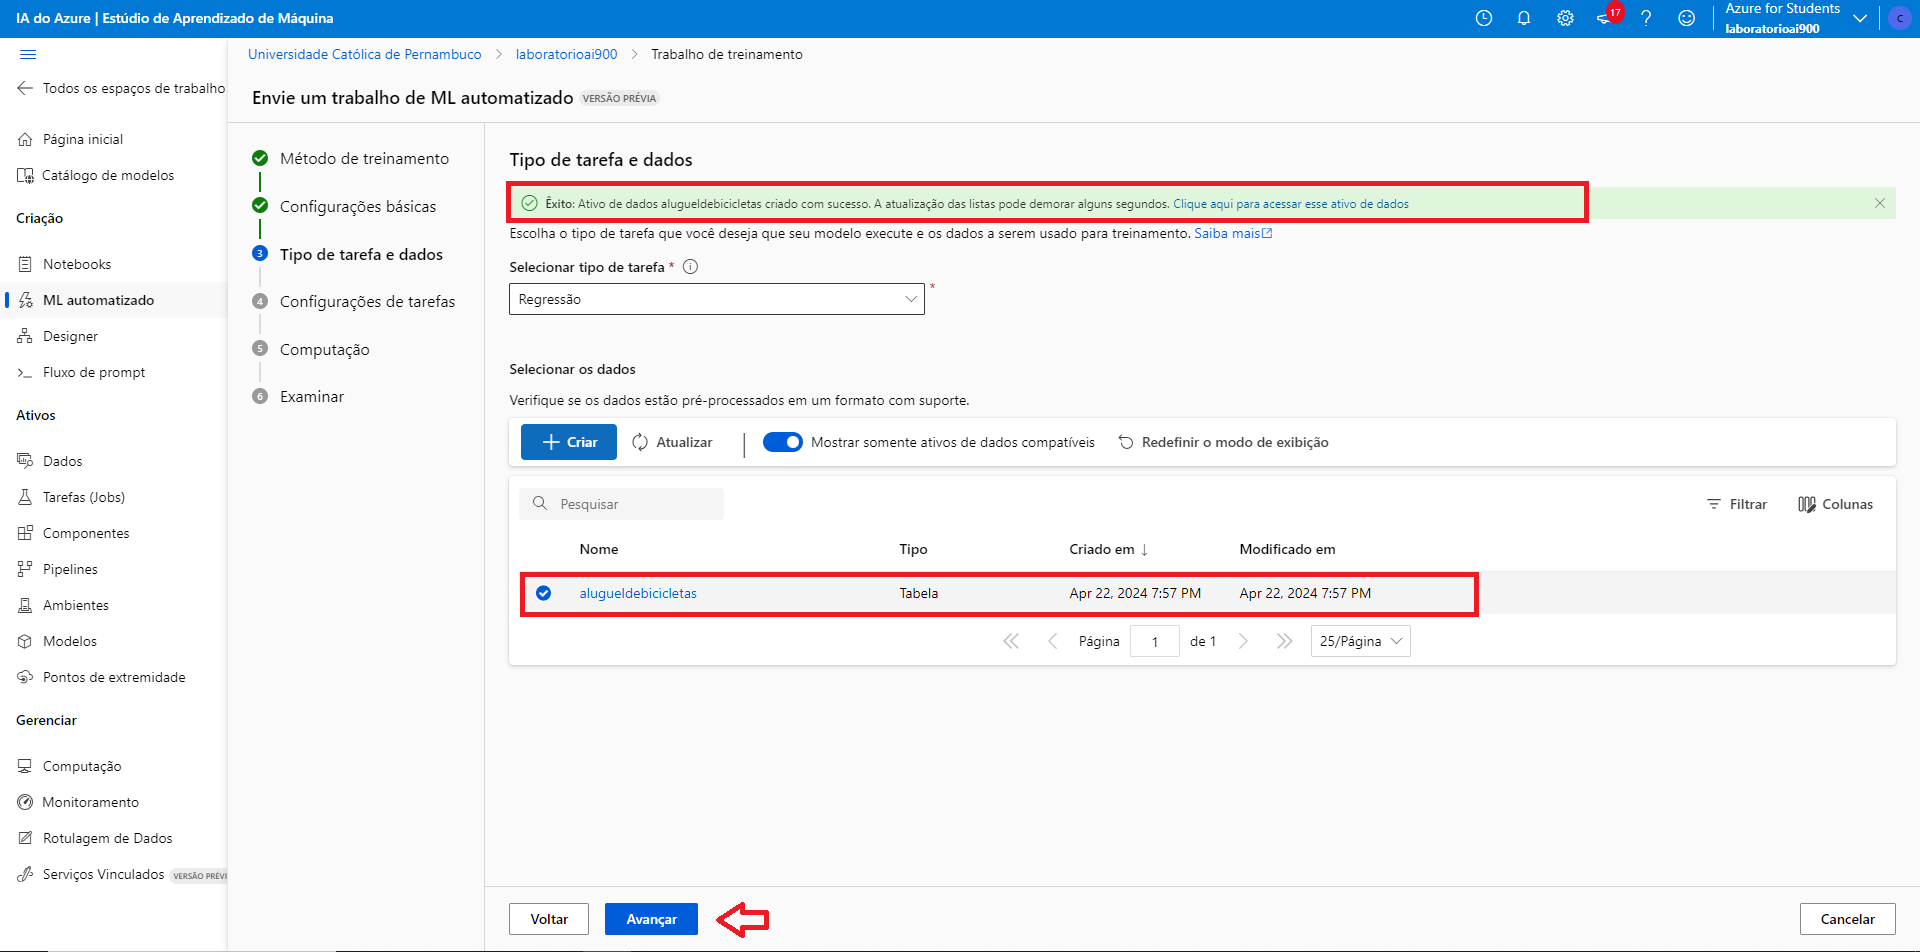 IA do Azure | Estúdio de Aprendizado de Máquina
17
Azure for Students
laboratorioai900
C
Universidade Católica de Pernambuco > laboratorioai900 > Trabalho de treinamento
Envie um trabalho de ML automatizado VERSÃO PRÉVIA
Todos os espaços de trabalho
Página inicial
Catálogo de modelos
Criação
Notebooks
ML automatizado
Designer
Fluxo de prompt
Ativos
Dados
Tarefas (Jobs)
Componentes
Pipelines
Ambientes
Modelos
Pontos de extremidade
Gerenciar
Computação
Monitoramento
Rotulagem de Dados
Serviços Vinculados VERSÃO PRÉVI
Método de treinamento
Configurações básicas
3 Tipo de tarefa e dados
4 Configurações de tarefas
5 Computação
6 Examinar
Tipo de tarefa e dados
Êxito: Ativo de dados alugueldebicicletas criado com sucesso. A atualização das listas pode demorar alguns segundos. Clique aqui para acessar esse ativo de dados
Escolha o tipo de tarefa que você deseja que seu modelo execute e os dados a serem usado para treinamento. Saiba mais
Selecionar tipo de tarefa *
Regressão *
Selecionar os dados
Verifique se os dados estão pré-processados em um formato com suporte.
+ Criar Atualizar | Mostrar somente ativos de dados compatíveis Redefinir o modo de exibição
Pesquisar Filtrar Colunas
Nome Tipo Criado em ↓ Modificado em
alugueldebicicletas Tabela Apr 22, 2024 7:57 PM Apr 22, 2024 7:57 PM
Página 1 de 1 25/Página
Voltar Avançar Cancelar